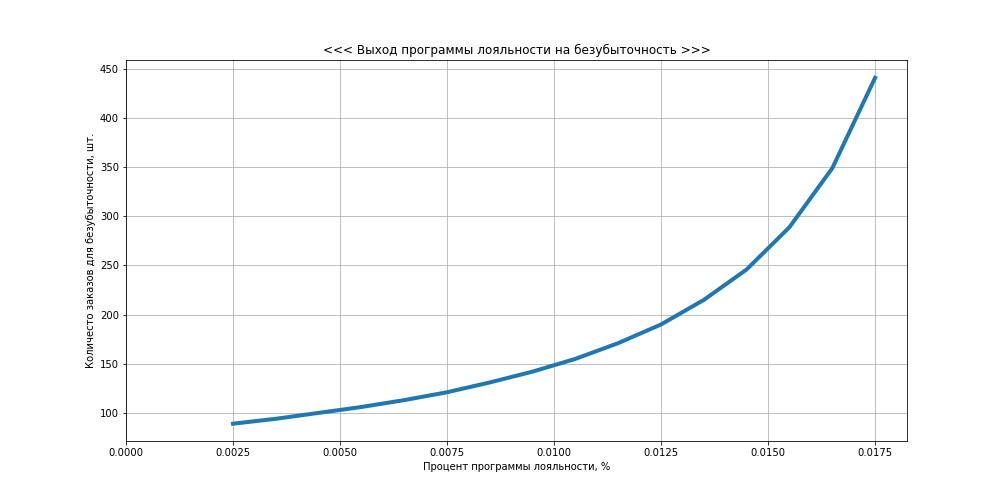 <<< Выход программы лояльности на безубыточность >>>
Количесто заказов для безубыточности, шт.
450
400
350
300
250
200
150
100
0.0000 0.0025 0.0050 0.0075 0.0100 0.0125 0.0150 0.0175
Процент программы лояльности, %